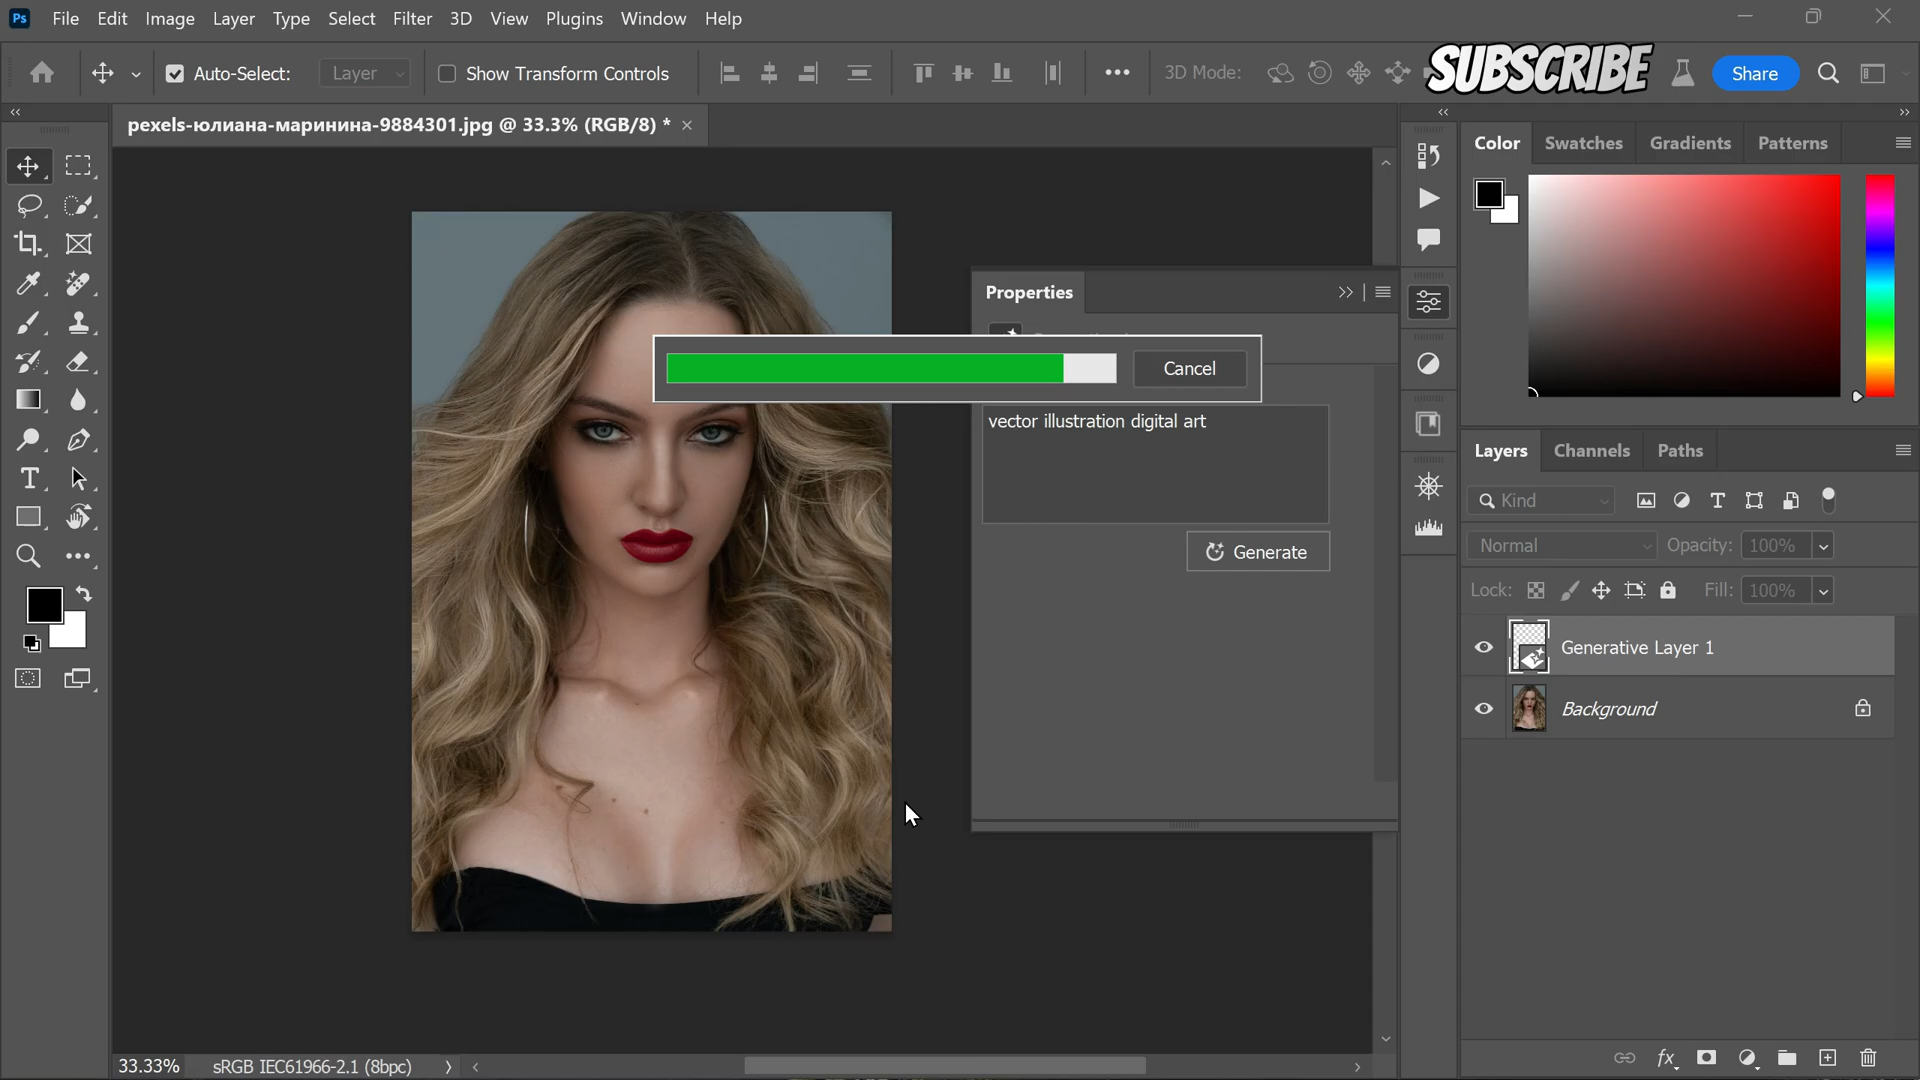 Ps File Edit Image Layer Type Select Filter 3D View Plugins Window Help
Auto-Select: Layer Show Transform Controls 3D Mode: SUBSCRIBE Share
pexels-юлиана-маринина-9884301.jpg @ 33.3% (RGB/8) *
Color Swatches Gradients Patterns
Properties
Cancel
vector illustration digital art
Generate
Layers Channels Paths
Kind
Normal Opacity: 100%
Lock: Fill: 100%
Generative Layer 1
Background
33.33% sRGB IEC61966-2.1 (8bpc)